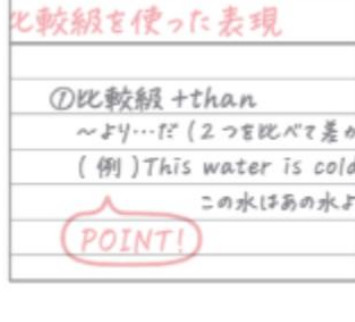 比較級を使った表現
①比較級+than
～より…だ(2つを比べて差が
(例)This water is cold
この水はあの水よ
POINT!